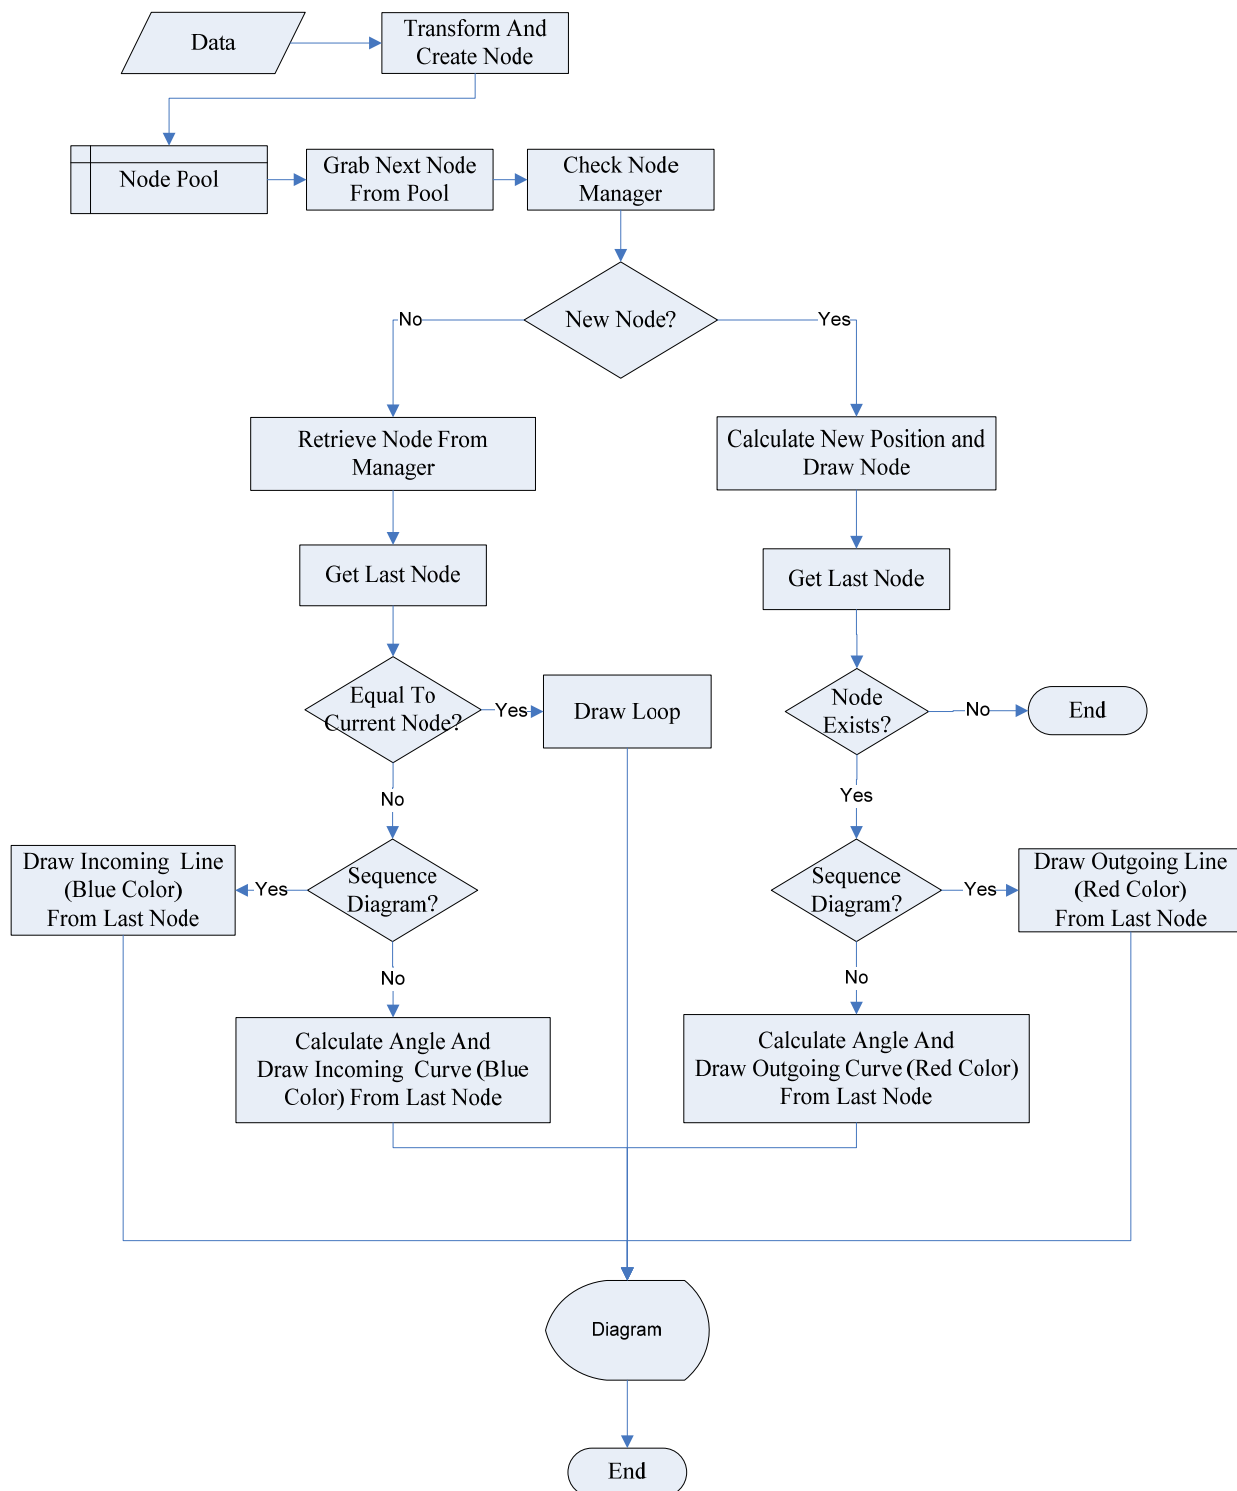 Data
Transform And
Create Node
Node Pool
Grab Next Node
From Pool
Check Node
Manager
New Node?
No
Yes
Retrieve Node From
Manager
Calculate New Position and
Draw Node
Get Last Node
Get Last Node
Equal To
Current Node?
Yes
Draw Loop
Node
Exists?
No
End
No
Yes
Draw Incoming Line
(Blue Color)
From Last Node
Yes
Sequence
Diagram?
Sequence
Diagram?
Yes
Draw Outgoing Line
(Red Color)
From Last Node
No
No
Calculate Angle And
Draw Incoming Curve (Blue
Color) From Last Node
Calculate Angle And
Draw Outgoing Curve (Red Color)
From Last Node
Diagram
End